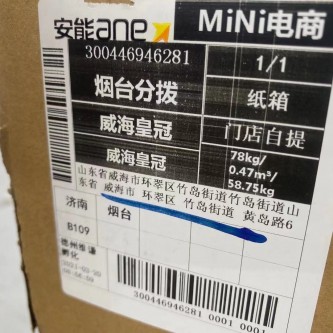 安能ane
MiNi电商
300446946281
1/1
烟台分拨
纸箱
威海皇冠
门店自提
威海皇冠
78kg/
0.47m³/
58.75kg
山东省威海市 环翠区竹岛街道竹岛街道山
东省 威海市 环翠区 竹岛街道 黄岛路6
济南
烟台
B109
300446946281 0001 0001